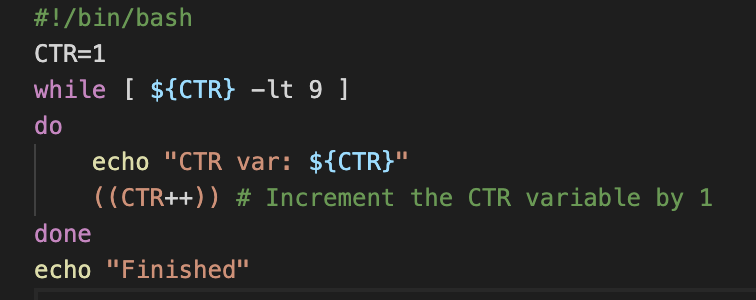 #!/bin/bash
CTR=1
while [ ${CTR} -lt 9 ]
do
    echo "CTR var: ${CTR}"
    ((CTR++)) # Increment the CTR variable by 1
done
echo "Finished"